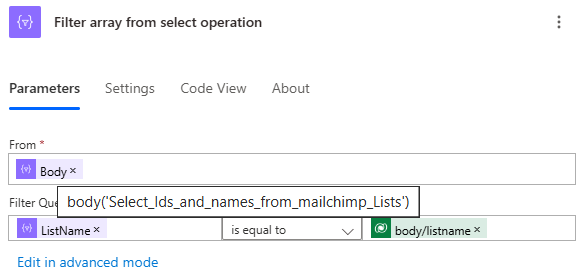 Filter array from select operation
Parameters Settings Code View About
From *
Body ×
body('Select_Ids_and_names_from_mailchimp_Lists')
Filter Que
ListName × is equal to body/listname ×
Edit in advanced mode